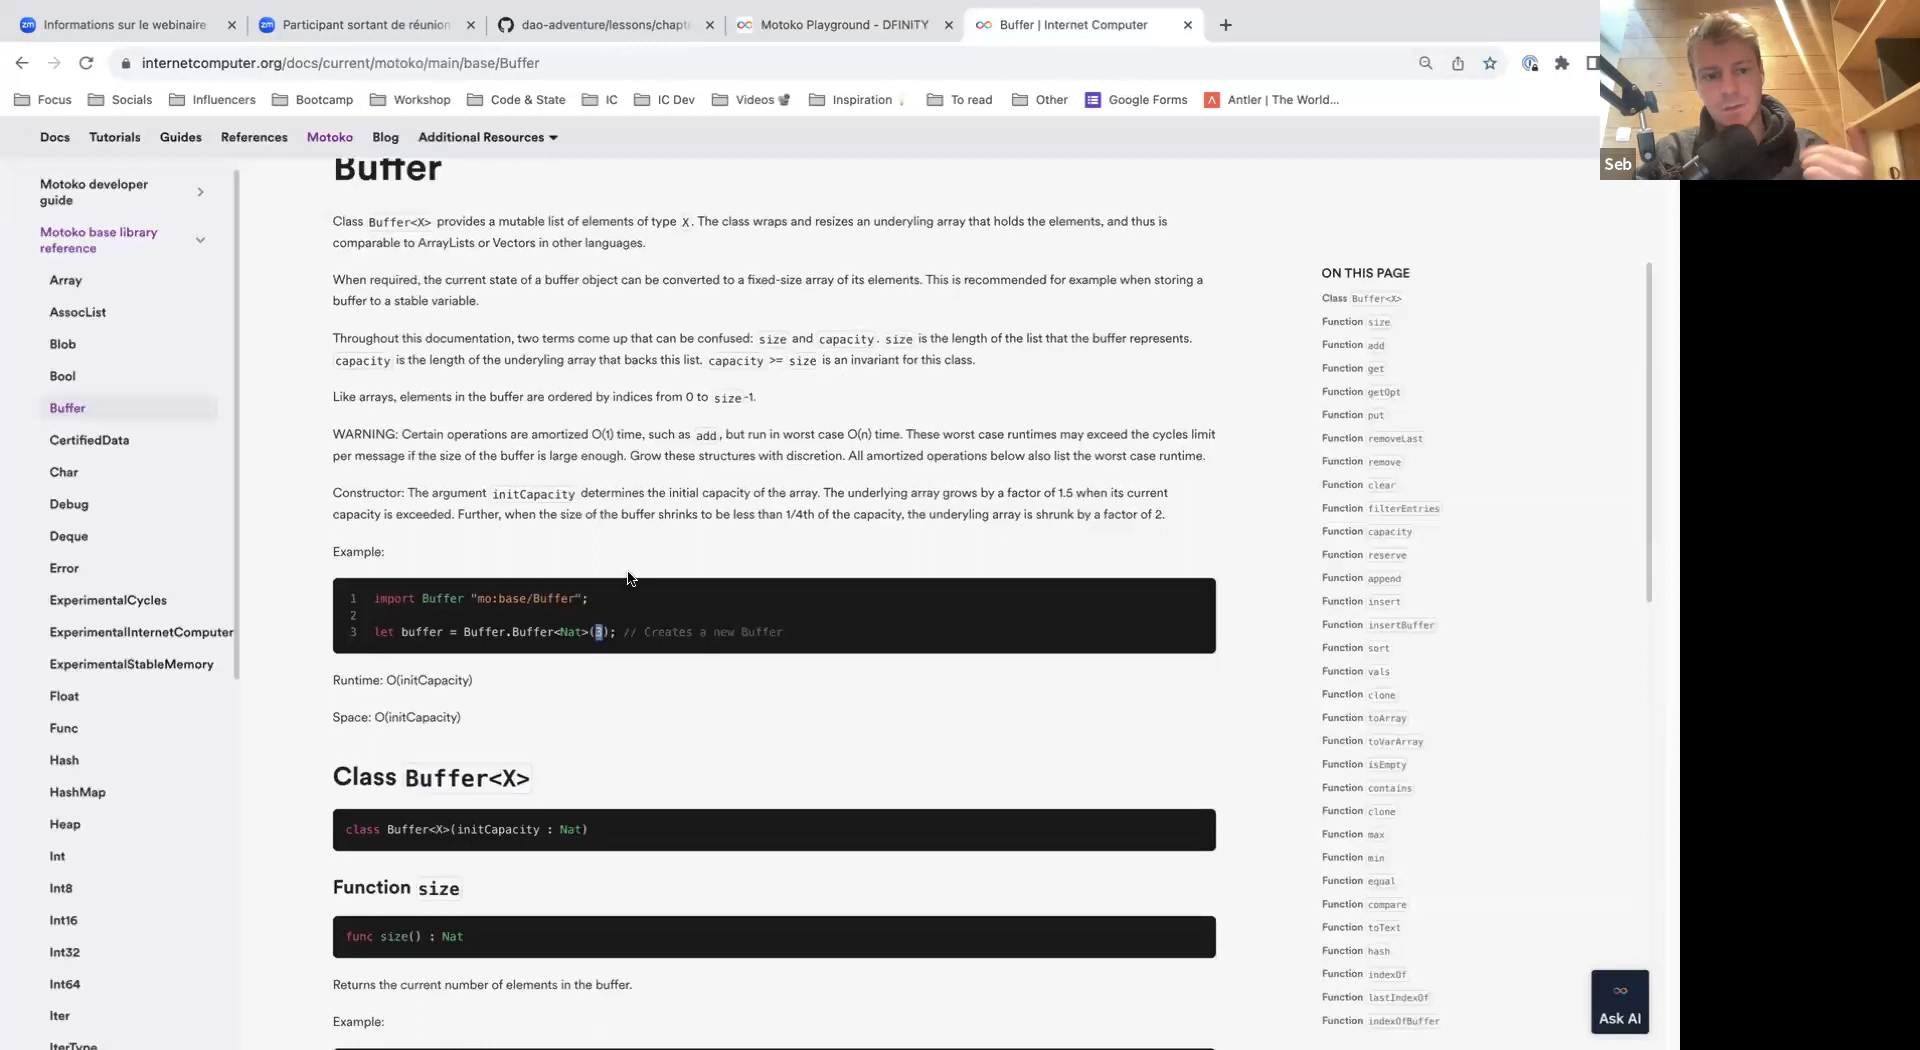 Informations sur le webinaire
Participant sortant de réunion
dao-adventure/lessons/chapt
Motoko Playground - DFINITY
Buffer | Internet Computer
internetcomputer.org/docs/current/motoko/main/base/Buffer
Focus
Socials
Influencers
Bootcamp
Workshop
Code & State
IC
IC Dev
Videos
Inspiration
To read
Other
Google Forms
Antler | The World...
Seb
Docs
Tutorials
Guides
References
Motoko
Blog
Additional Resources
Motoko developer
guide
Motoko base library
reference
Array
AssocList
Blob
Bool
Buffer
CertifiedData
Char
Debug
Deque
Error
ExperimentalCycles
ExperimentalInternetComputer
ExperimentalStableMemory
Float
Func
Hash
HashMap
Heap
Int
Int8
Int16
Int32
Int64
Iter
IterType
Buffer
Class Buffer<X> provides a mutable list of elements of type X. The class wraps and resizes an underyling array that holds the elements, and thus is
comparable to ArrayLists or Vectors in other languages.
When required, the current state of a buffer object can be converted to a fixed-size array of its elements. This is recommended for example when storing a
buffer to a stable variable.
Throughout this documentation, two terms come up that can be confused: size and capacity. size is the length of the list that the buffer represents.
capacity is the length of the underyling array that backs this list. capacity >= size is an invariant for this class.
Like arrays, elements in the buffer are ordered by indices from 0 to size-1.
WARNING: Certain operations are amortized O(1) time, such as add, but run in worst case O(n) time. These worst case runtimes may exceed the cycles limit
per message if the size of the buffer is large enough. Grow these structures with discretion. All amortized operations below also list the worst case runtime.
Constructor: The argument initCapacity determines the initial capacity of the array. The underlying array grows by a factor of 1.5 when its current
capacity is exceeded. Further, when the size of the buffer shrinks to be less than 1/4th of the capacity, the underyling array is shrunk by a factor of 2.
Example:
1 import Buffer "mo:base/Buffer";
2
3 let buffer = Buffer.Buffer<Nat>(3); // Creates a new Buffer
Runtime: O(initCapacity)
Space: O(initCapacity)
Class Buffer<X>
class Buffer<X>(initCapacity : Nat)
Function size
func size() : Nat
Returns the current number of elements in the buffer.
Example:
ON THIS PAGE
Class Buffer<X>
Function size
Function add
Function get
Function getOpt
Function put
Function removeLast
Function remove
Function clear
Function filterEntries
Function capacity
Function reserve
Function append
Function insert
Function insertBuffer
Function sort
Function vals
Function clone
Function toArray
Function toVarArray
Function isEmpty
Function contains
Function clone
Function max
Function min
Function equal
Function compare
Function toText
Function hash
Function indexOf
Function lastIndexOf
Function indexOfBuffer
Ask AI